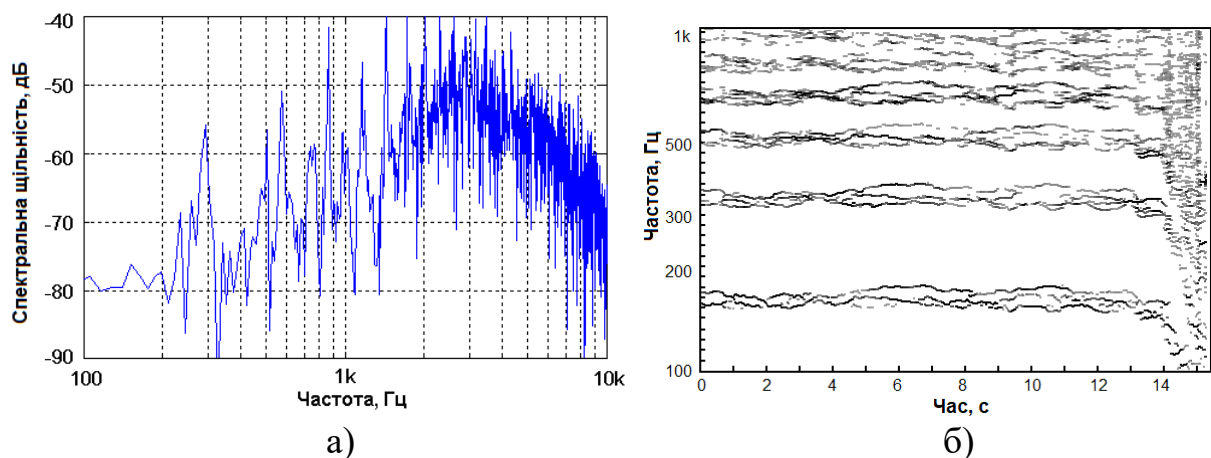 -40
-50
-60
-70
-80
-90
Спектральна щільність, дБ
100
1k
10k
Частота, Гц
а)
1k
500
300
200
100
Частота, Гц
0 2 4 6 8 10 12 14
Час, с
б)